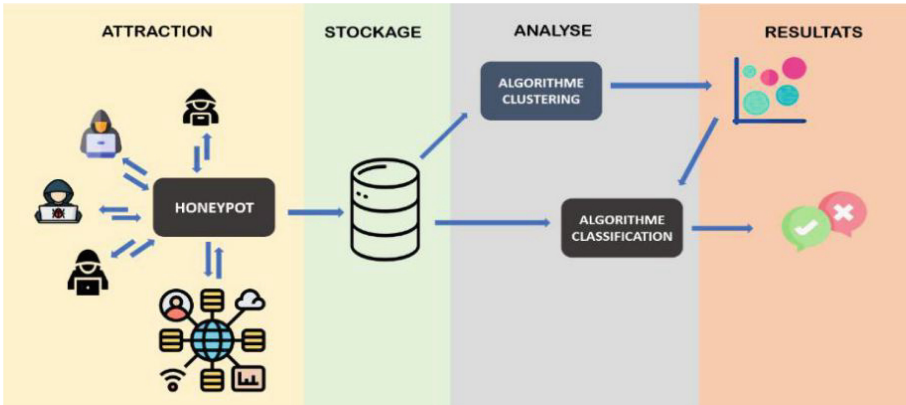 ATTRACTION
STOCKAGE
ANALYSE
RESULTATS
ALGORITHME
CLUSTERING
HONEYPOT
ALGORITHME
CLASSIFICATION